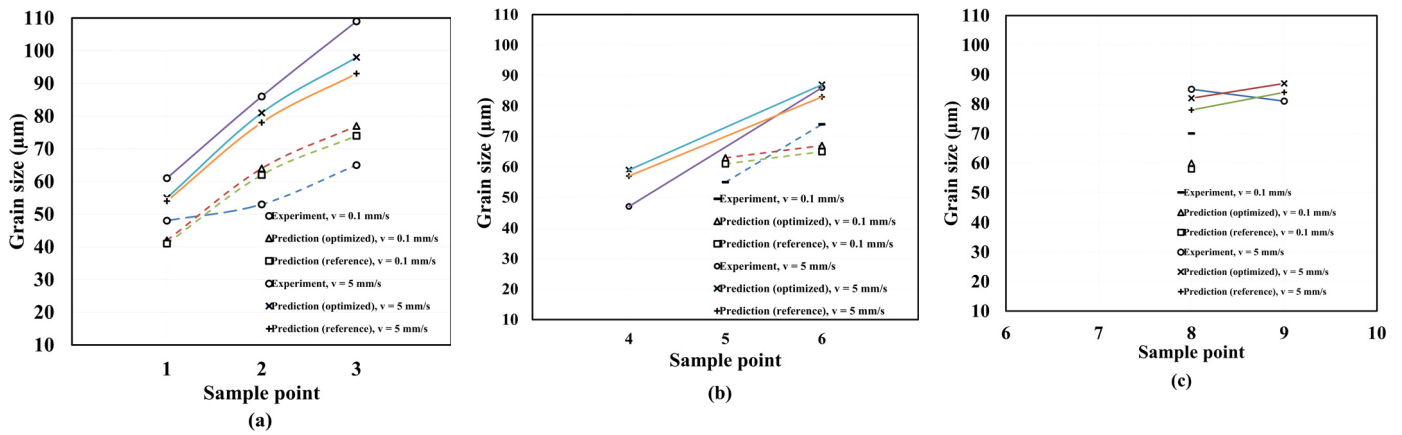 110
100
90
80
70
60
50
40
30
20
10
Grain size (µm)
Experiment, v = 0.1 mm/s
Prediction (optimized), v = 0.1 mm/s
Prediction (reference), v = 0.1 mm/s
Experiment, v = 5 mm/s
Prediction (optimized), v = 5 mm/s
Prediction (reference), v = 5 mm/s
1 2 3
Sample point
(a)
110
100
90
80
70
60
50
40
30
20
10
Grain size (µm)
Experiment, v = 0.1 mm/s
Prediction (optimized), v = 0.1 mm/s
Prediction (reference), v = 0.1 mm/s
Experiment, v = 5 mm/s
Prediction (optimized), v = 5 mm/s
Prediction (reference), v = 5 mm/s
4 5 6
Sample point
(b)
110
100
90
80
70
60
50
40
30
20
10
Grain size (µm)
Experiment, v = 0.1 mm/s
Prediction (optimized), v = 0.1 mm/s
Prediction (reference), v = 0.1 mm/s
Experiment, v = 5 mm/s
Prediction (optimized), v = 5 mm/s
Prediction (reference), v = 5 mm/s
6 7 8 9 10
Sample point
(c)